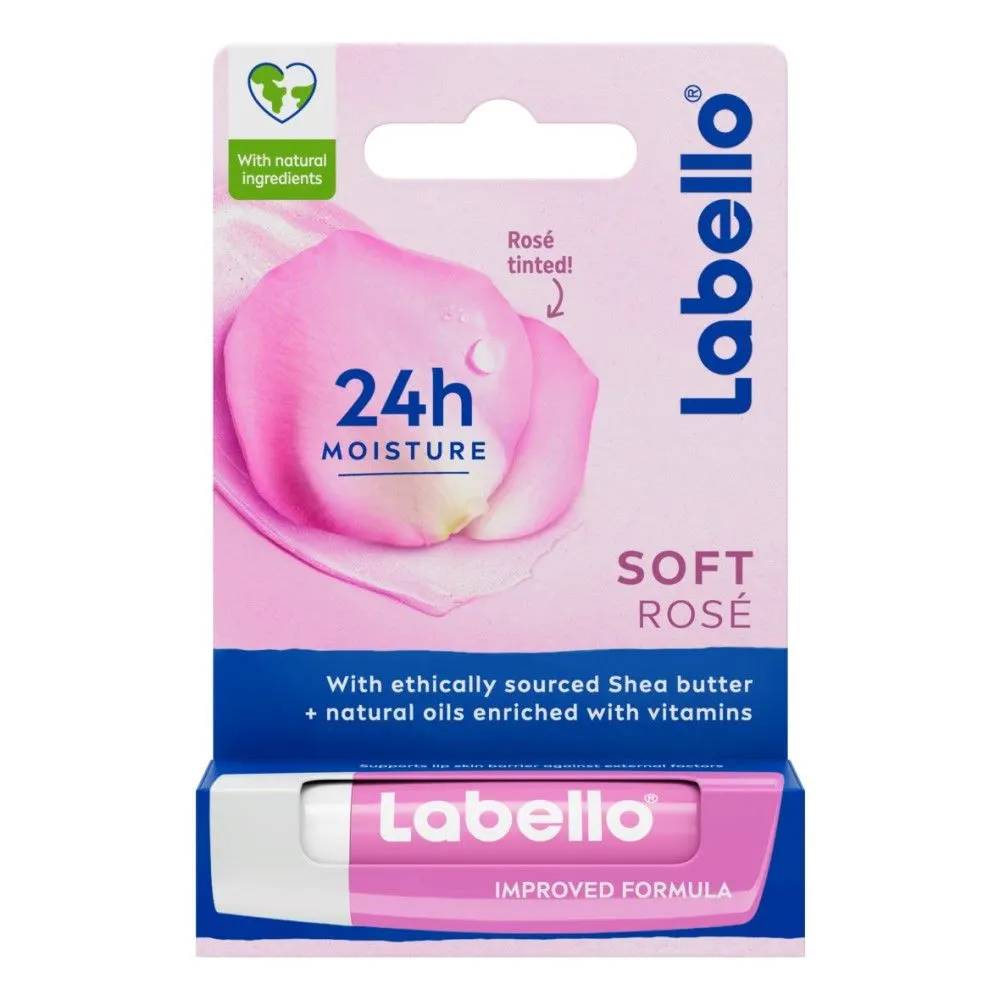 With natural
ingredients
Labello®
Rosé
tinted!
24h
MOISTURE
SOFT
ROSÉ
With ethically sourced Shea butter
+ natural oils enriched with vitamins
Supports lip skin barrier against external factors
Labello®
IMPROVED FORMULA